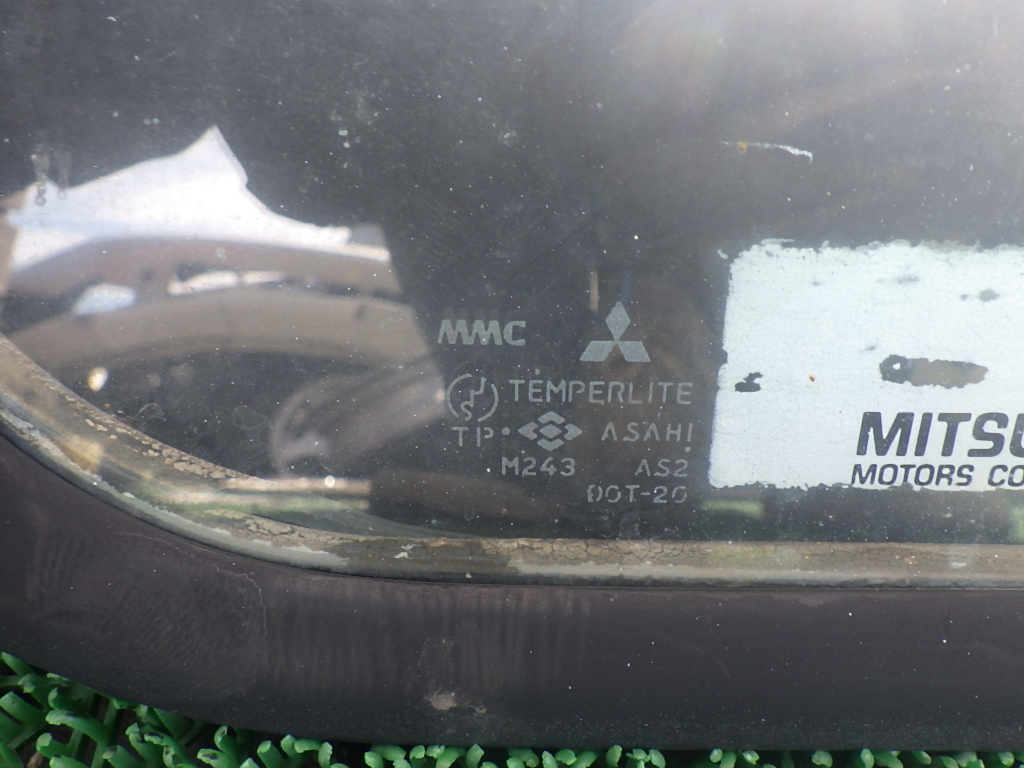 MMC
TEMPERLITE
TP· ASAHI
M243 AS2
DOT-20
MITSU
MOTORS CO